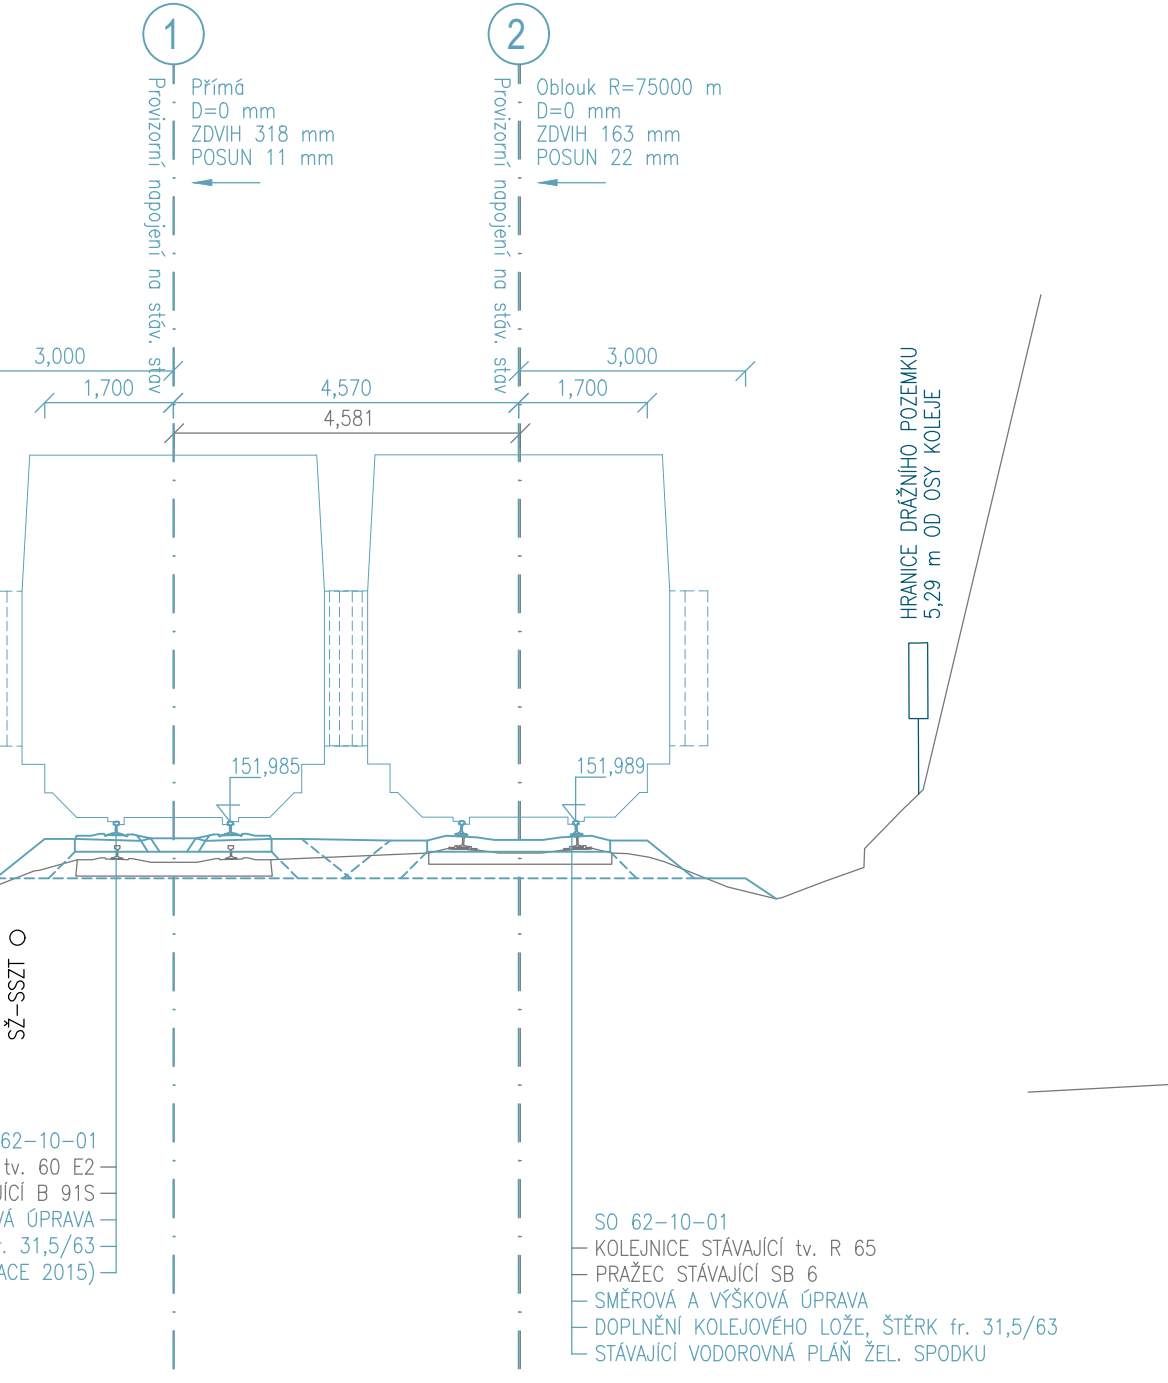 1
2
Přímá
D=0 mm
ZDVIH 318 mm
POSUN 11 mm
Provizorní napojení na stáv. stav
Oblouk R=75000 m
D=0 mm
ZDVIH 163 mm
POSUN 22 mm
Provizorní napojení na stáv. stav
3,000
3,000
1,700
4,570
1,700
4,581
HRANICE DRÁŽNÍHO POZEMKU
5,29 m OD OSY KOLEJE
151,985
151,989
SŽ-SSZT
62-10-01
tv. 60 E2
JÍCÍ B 91S
VÁ ÚPRAVA
r. 31,5/63
ACE 2015)
SO 62-10-01
KOLEJNICE STÁVAJÍCÍ tv. R 65
PRAŽEC STÁVAJÍCÍ SB 6
SMĚROVÁ A VÝŠKOVÁ ÚPRAVA
DOPLNĚNÍ KOLEJOVÉHO LOŽE, ŠTĚRK fr. 31,5/63
STÁVAJÍCÍ VODOROVNÁ PLÁŇ ŽEL. SPODKU